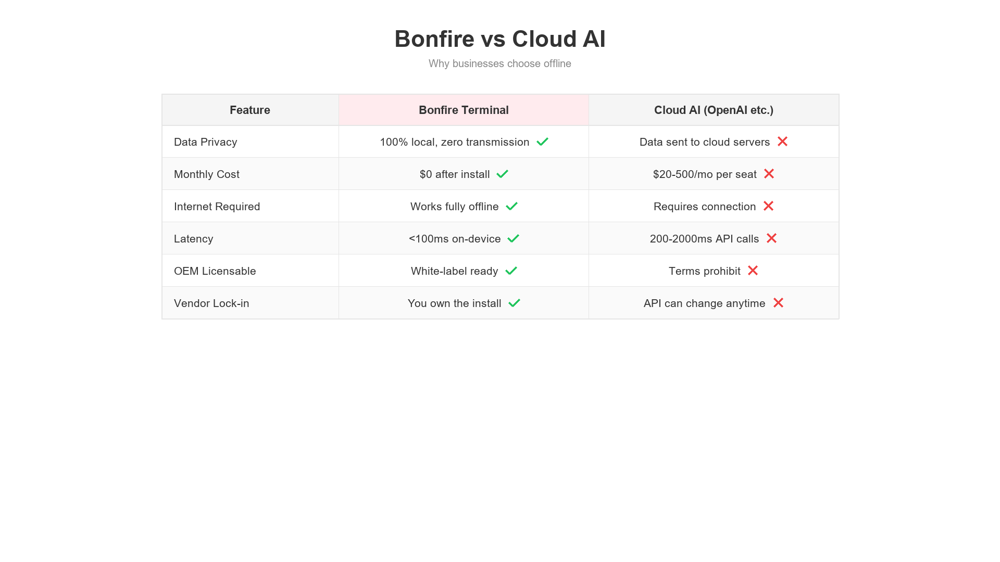 Bonfire vs Cloud AI
Why businesses choose offline
Feature Bonfire Terminal Cloud AI (OpenAI etc.)
Data Privacy 100% local, zero transmission ✓ Data sent to cloud servers ✕
Monthly Cost $0 after install ✓ $20-500/mo per seat ✕
Internet Required Works fully offline ✓ Requires connection ✕
Latency <100ms on-device ✓ 200-2000ms API calls ✕
OEM Licensable White-label ready ✓ Terms prohibit ✕
Vendor Lock-in You own the install ✓ API can change anytime ✕